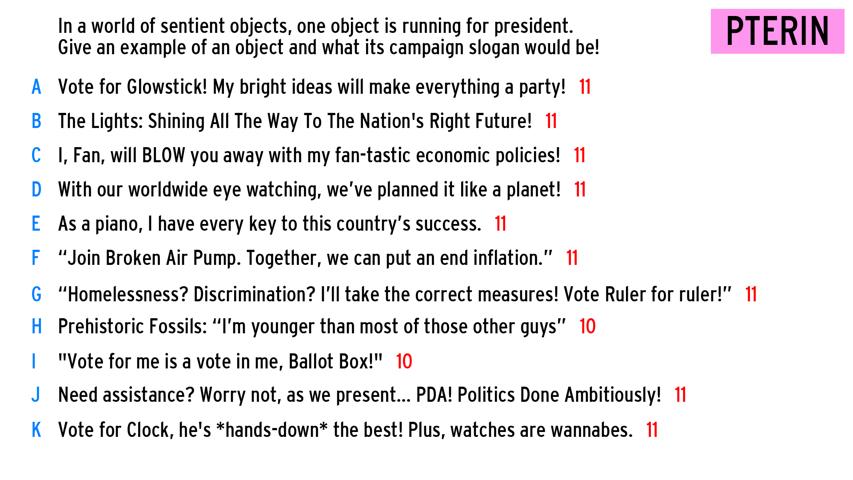 In a world of sentient objects, one object is running for president.
Give an example of an object and what its campaign slogan would be!
PTERIN
A Vote for Glowstick! My bright ideas will make everything a party! 11
B The Lights: Shining All The Way To The Nation's Right Future! 11
C I, Fan, will BLOW you away with my fan-tastic economic policies! 11
D With our worldwide eye watching, we’ve planned it like a planet! 11
E As a piano, I have every key to this country’s success. 11
F “Join Broken Air Pump. Together, we can put an end inflation.” 11
G “Homelessness? Discrimination? I’ll take the correct measures! Vote Ruler for ruler!” 11
H Prehistoric Fossils: “I’m younger than most of those other guys” 10
I "Vote for me is a vote in me, Ballot Box!" 10
J Need assistance? Worry not, as we present... PDA! Politics Done Ambitiously! 11
K Vote for Clock, he's *hands-down* the best! Plus, watches are wannabes. 11